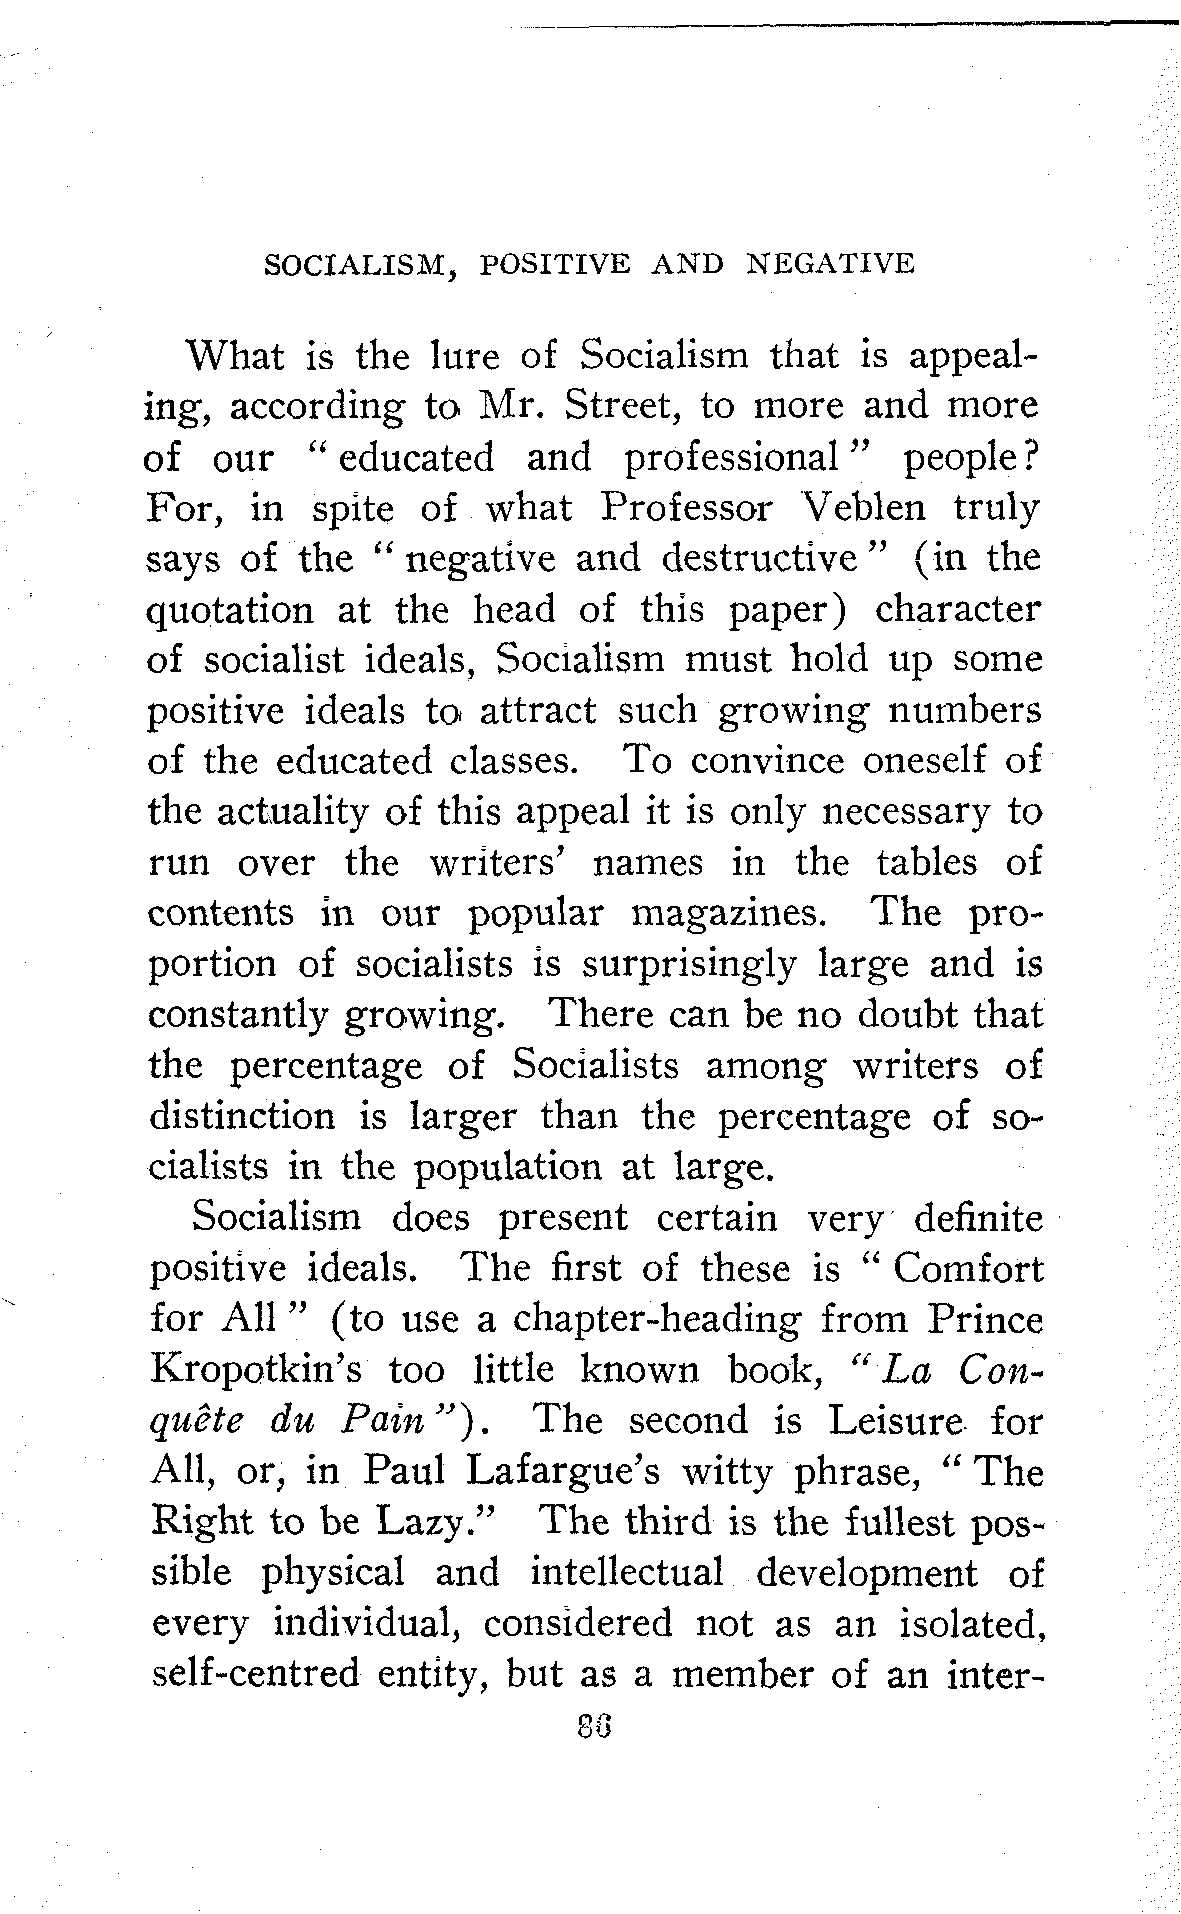 SOCIALISM, POSITIVE AND NEGATIVE
What is the lure of Socialism that is appeal-
ing, according to Mr. Street, to more and more
of our “ educated and professional ” people?
For, in spite of what Professor Veblen truly
says of the “ negative and destructive ” (in the
quotation at the head of this paper) character
of socialist ideals, Socialism must hold up some
positive ideals to attract such growing numbers
of the educated classes. To convince oneself of
the actuality of this appeal it is only necessary to
run over the writers’ names in the tables of
contents in our popular magazines. The pro-
portion of socialists is surprisingly large and is
constantly growing. There can be no doubt that
the percentage of Socialists among writers of
distinction is larger than the percentage of so-
cialists in the population at large.
Socialism does present certain very definite
positive ideals. The first of these is “ Comfort
for All ” (to use a chapter-heading from Prince
Kropotkin’s too little known book, “ La Con-
quête du Pain ”). The second is Leisure for
All, or, in Paul Lafargue’s witty phrase, “ The
Right to be Lazy.” The third is the fullest pos-
sible physical and intellectual development of
every individual, considered not as an isolated,
self-centred entity, but as a member of an inter-
86